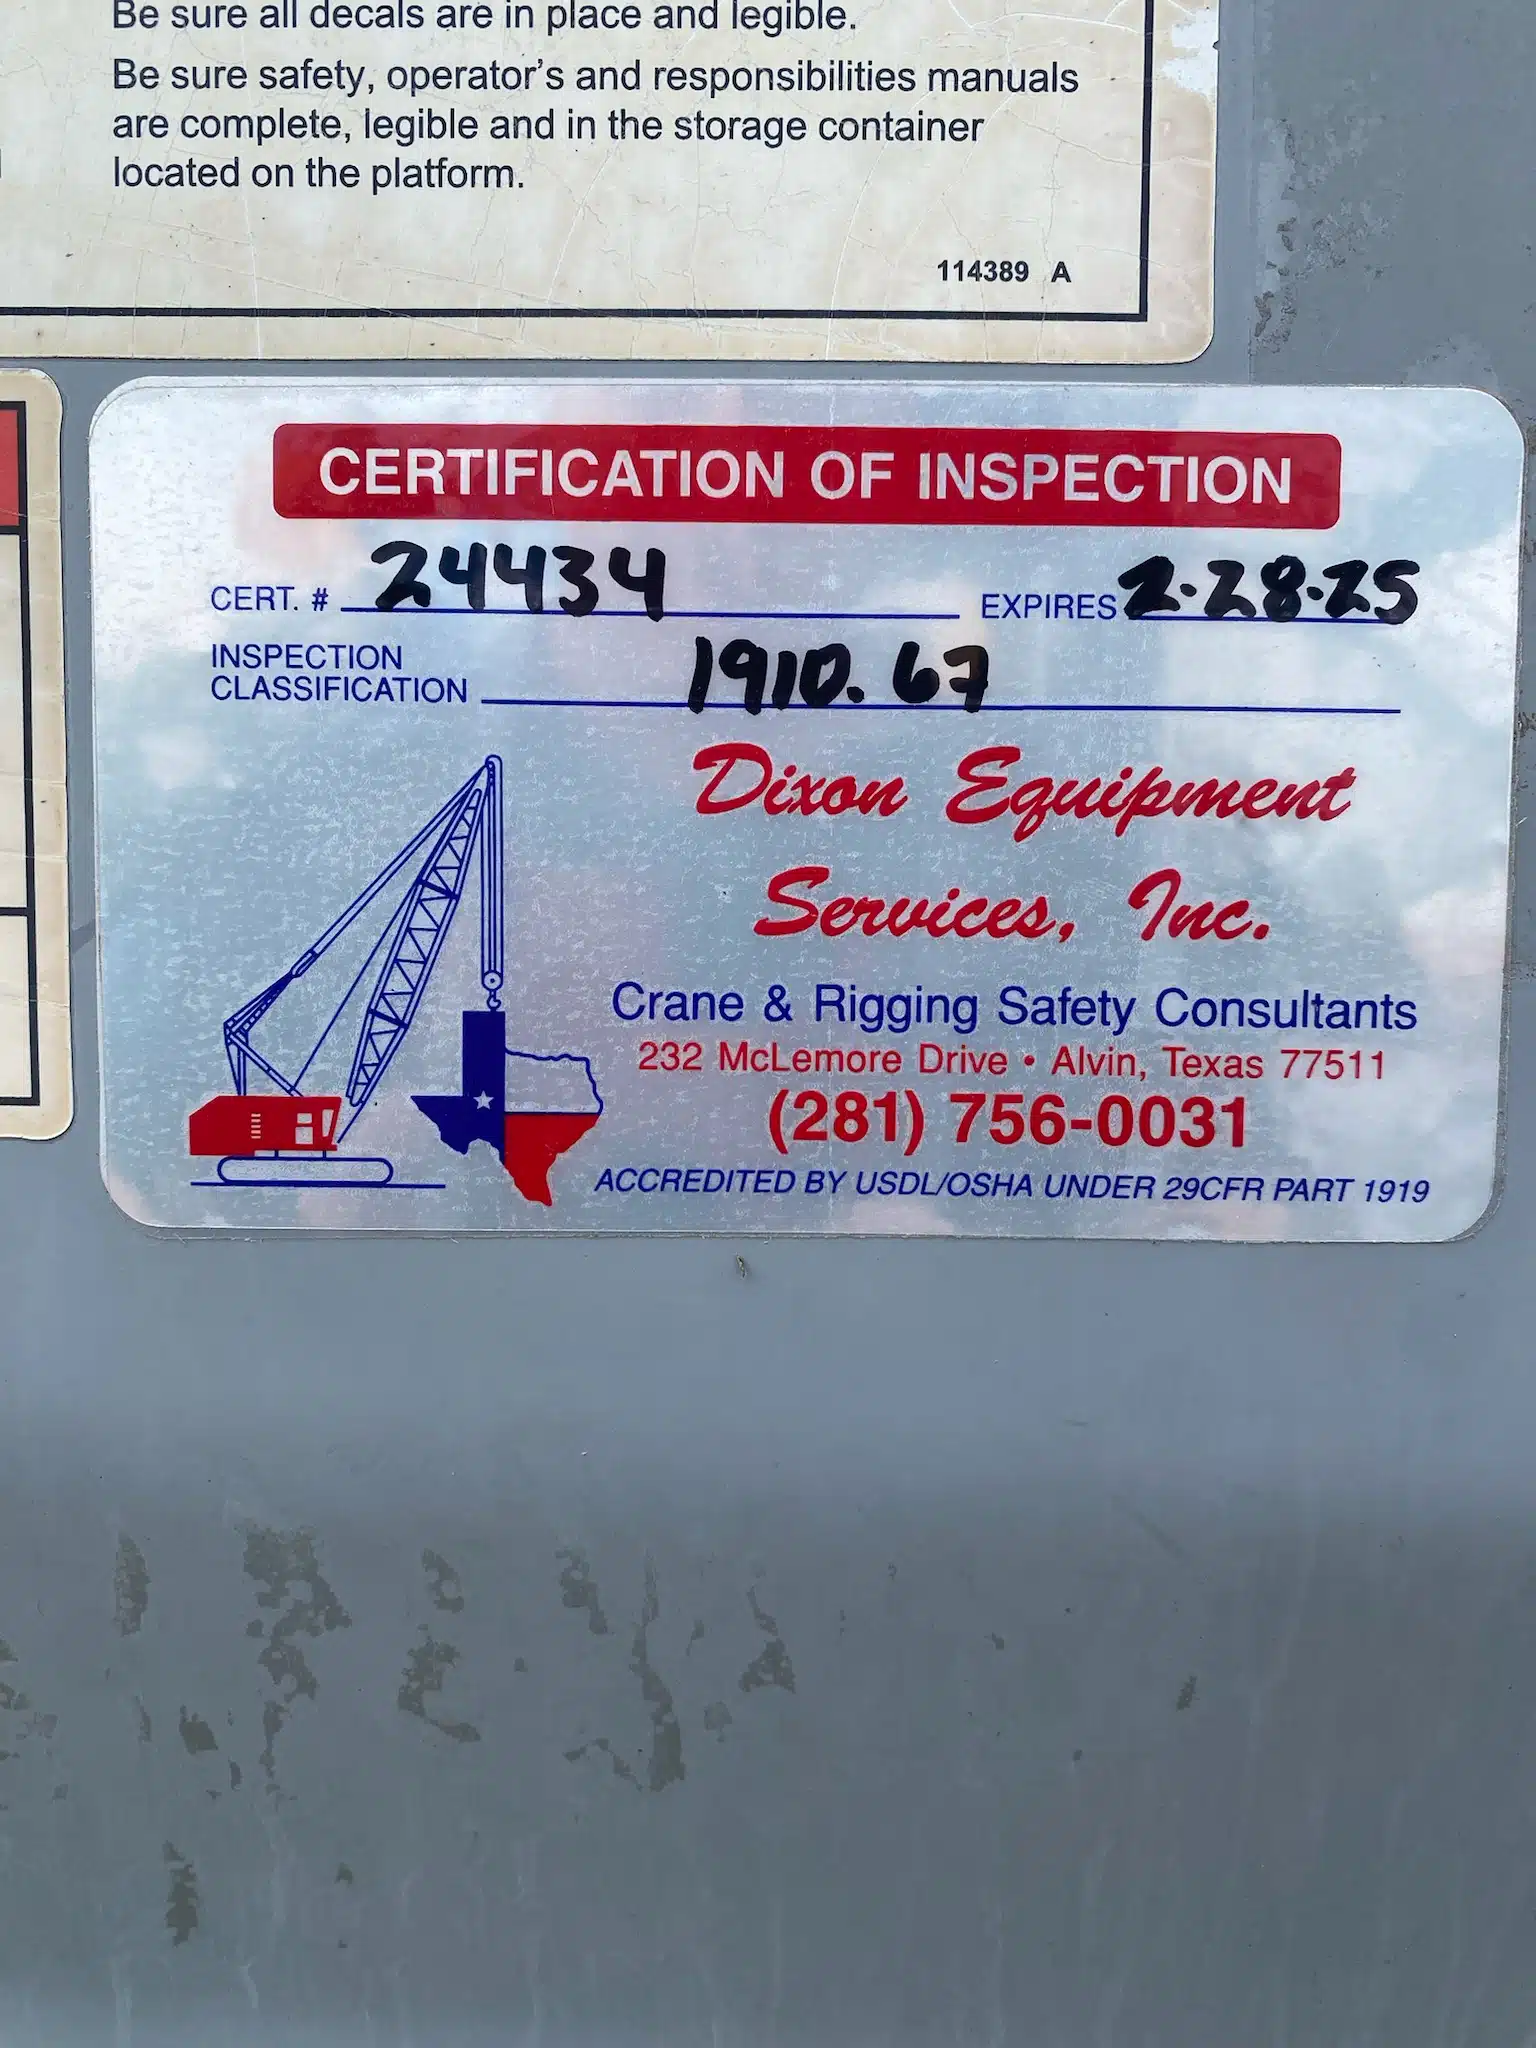 Be sure all decals are in place and legible.
Be sure safety, operator's and responsibilities manuals
are complete, legible and in the storage container
located on the platform.
114389 A
CERTIFICATION OF INSPECTION
CERT. # 24434 EXPIRES 2.28.25
INSPECTION
CLASSIFICATION 1910.67
Dixon Equipment
Services, Inc.
Crane & Rigging Safety Consultants
232 McLemore Drive • Alvin, Texas 77511
(281) 756-0031
ACCREDITED BY USDL/OSHA UNDER 29CFR PART 1919